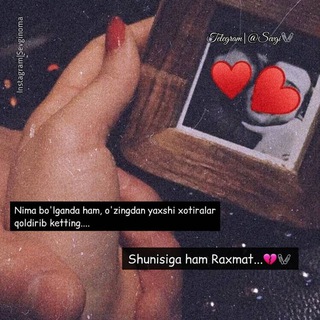 Telegram|@Sevgi
Instagram|Sevginoma
Nima bo'lganda ham, o'zingdan yaxshi xotiralar
qoldirib ketting....
Shunisiga ham Raxmat...💔